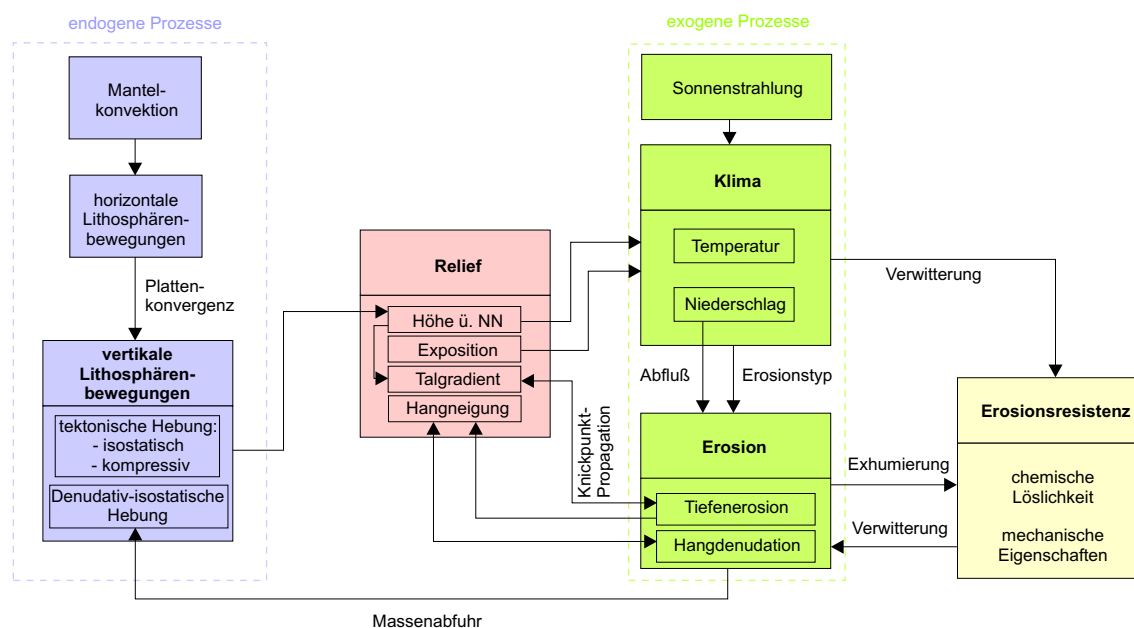 endogene Prozesse
Mantel-
konvektion
horizontale
Lithosphären-
bewegungen
Platten-
konvergenz
vertikale
Lithosphären-
bewegungen
tektonische Hebung:
- isostatisch
- kompressiv
Denudativ-isostatische
Hebung
Relief
Höhe ü. NN
Exposition
Talgradient
Hangneigung
Knickpunkt-
Propagation
exogene Prozesse
Sonnenstrahlung
Klima
Temperatur
Niederschlag
Abfluß
Erosionstyp
Erosion
Tiefenerosion
Hangdenudation
Verwitterung
Exhumierung
Verwitterung
Erosionsresistenz
chemische
Löslichkeit
mechanische
Eigenschaften
Massenabfuhr